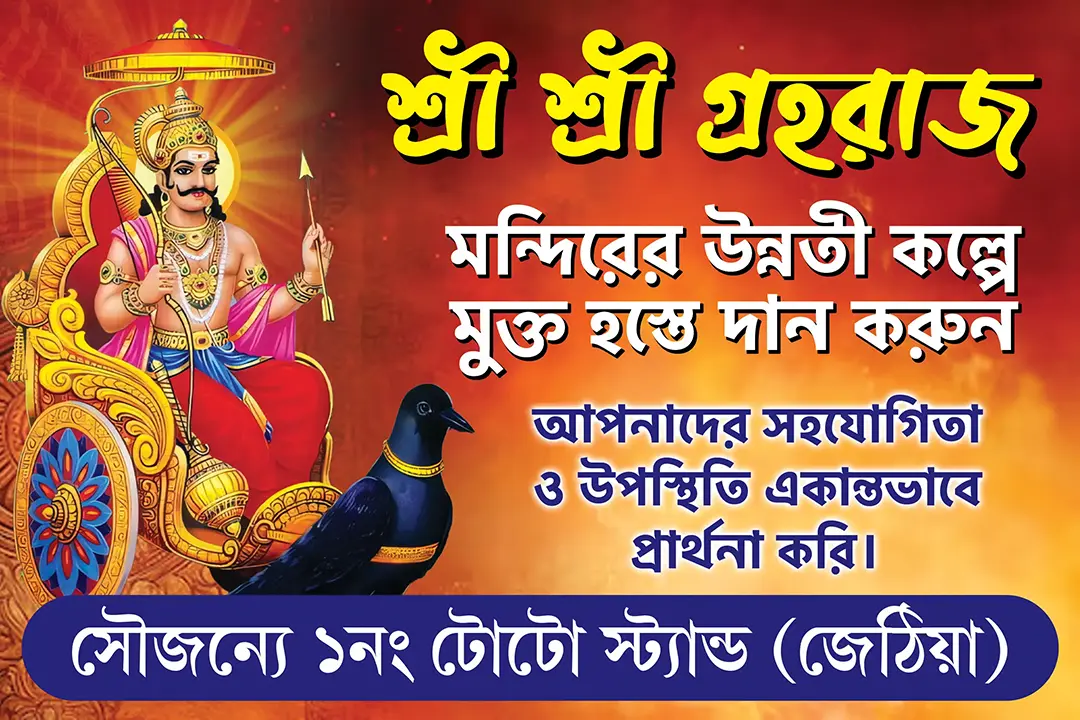 শ্রী শ্রী গ্রহরাজ
মন্দিরের উন্নতী কল্পে
মুক্ত হস্তে দান করুন
আপনাদের সহযোগিতা
ও উপস্থিতি একান্তভাবে
প্রার্থনা করি।
সৌজন্যে ১নং টোটো স্ট্যান্ড (জেঠিয়া)